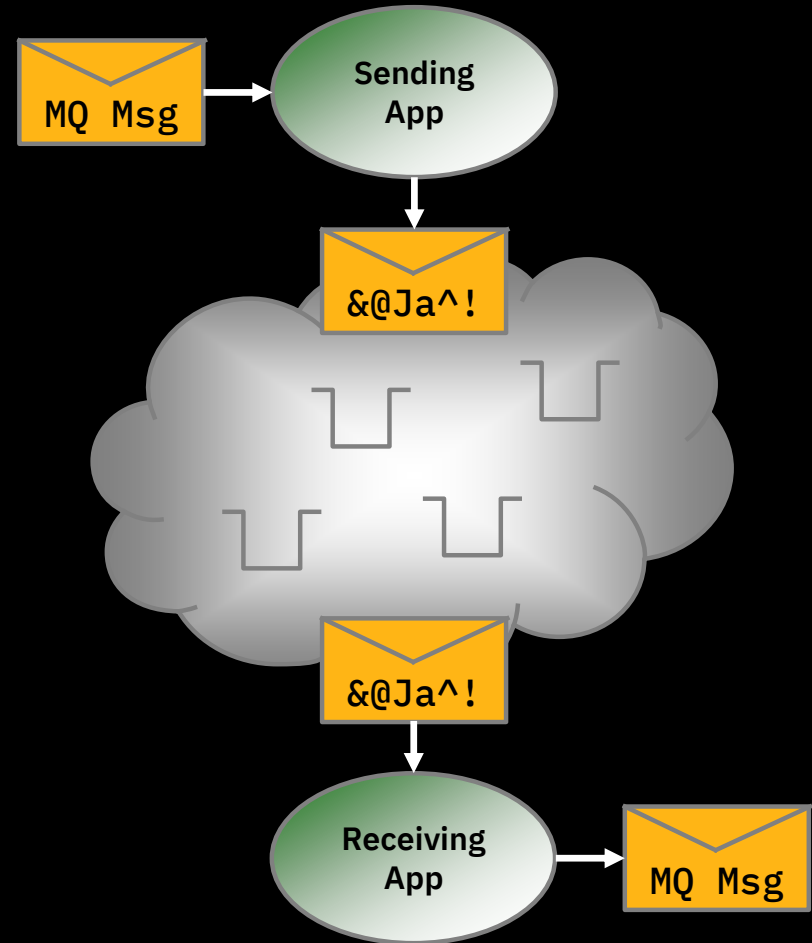 MQ Msg
Sending
App
&@Ja^!
&@Ja^!
Receiving
App
MQ Msg